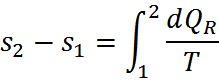 s₂ − s₁ = ∫₁² dQ_R / T